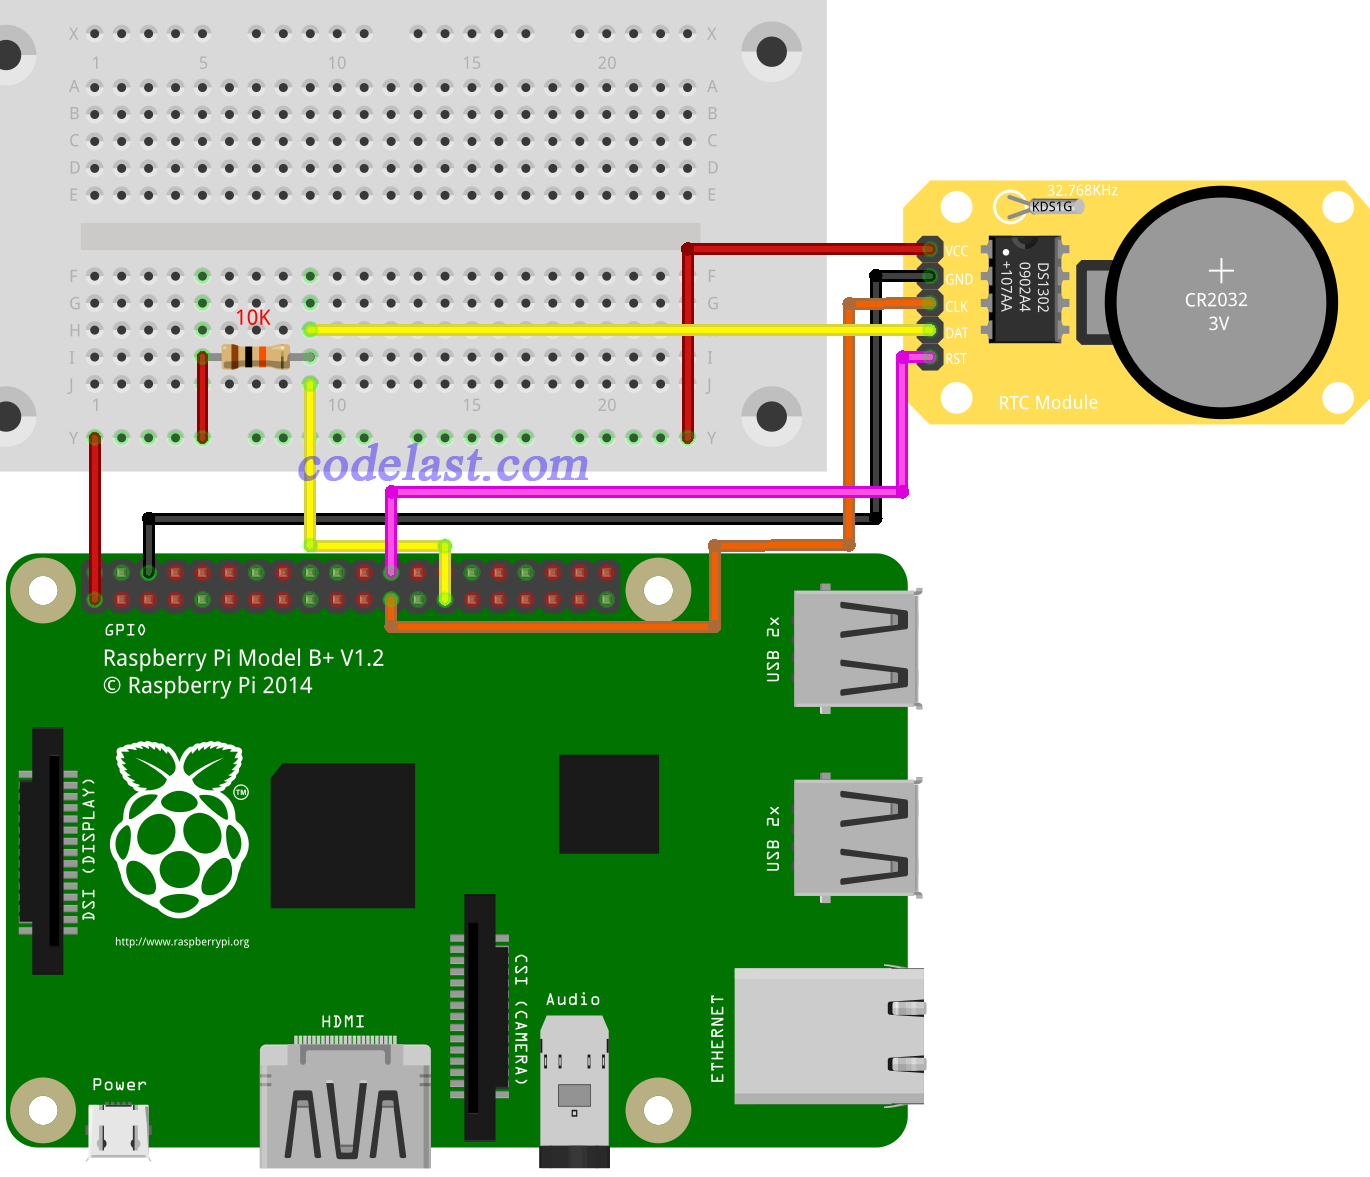 X X
1 5 10 15 20
A A
B B
C C
D D
E E
F F
G G
H
10K
I I
J J
1 10 15 20
Y Y
codelast.com
32.768KHz
KDS1G
VCC
GND
CLK
DAT
RST
DS1302
0902A4
+107AA
CR2032
3V
RTC Module
GPIO
Raspberry Pi Model B+ V1.2
© Raspberry Pi 2014
USB 2x
USB 2x
DSI (DISPLAY)
TM
http://www.raspberrypi.org
CSI (CAMERA)
Audio
ETHERNET
HDMI
Power